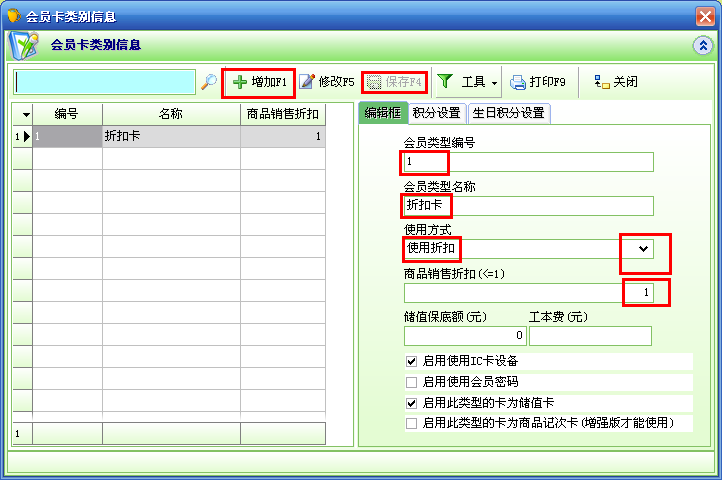 会员卡类别信息
会员卡类别信息
增加F1 修改F5 保存F4 工具 打印F9 关闭
编号 名称 商品销售折扣
1 1 折扣卡 1
1
编辑框 积分设置 生日积分设置
会员类型编号
1
会员类型名称
折扣卡
使用方式
使用折扣
商品销售折扣(<=1)
1
储值保底额(元) 工本费(元)
0
启用使用IC卡设备
启用使用会员密码
启用此类型的卡为储值卡
启用此类型的卡为商品记次卡(增强版才能使用)